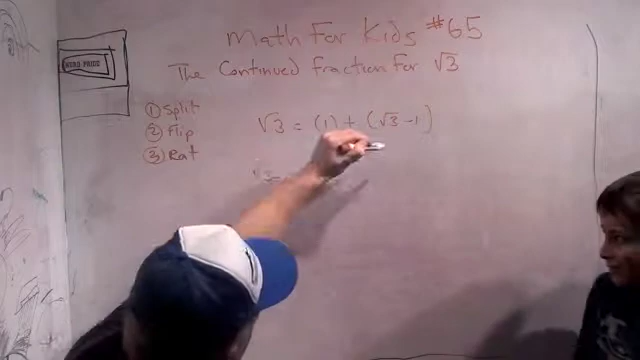 Math For Kids #65
NERD PRIDE
The Continued Fraction for √3
① Split
② Flip
③ Rat
√3 = (1) + (√3 -1)